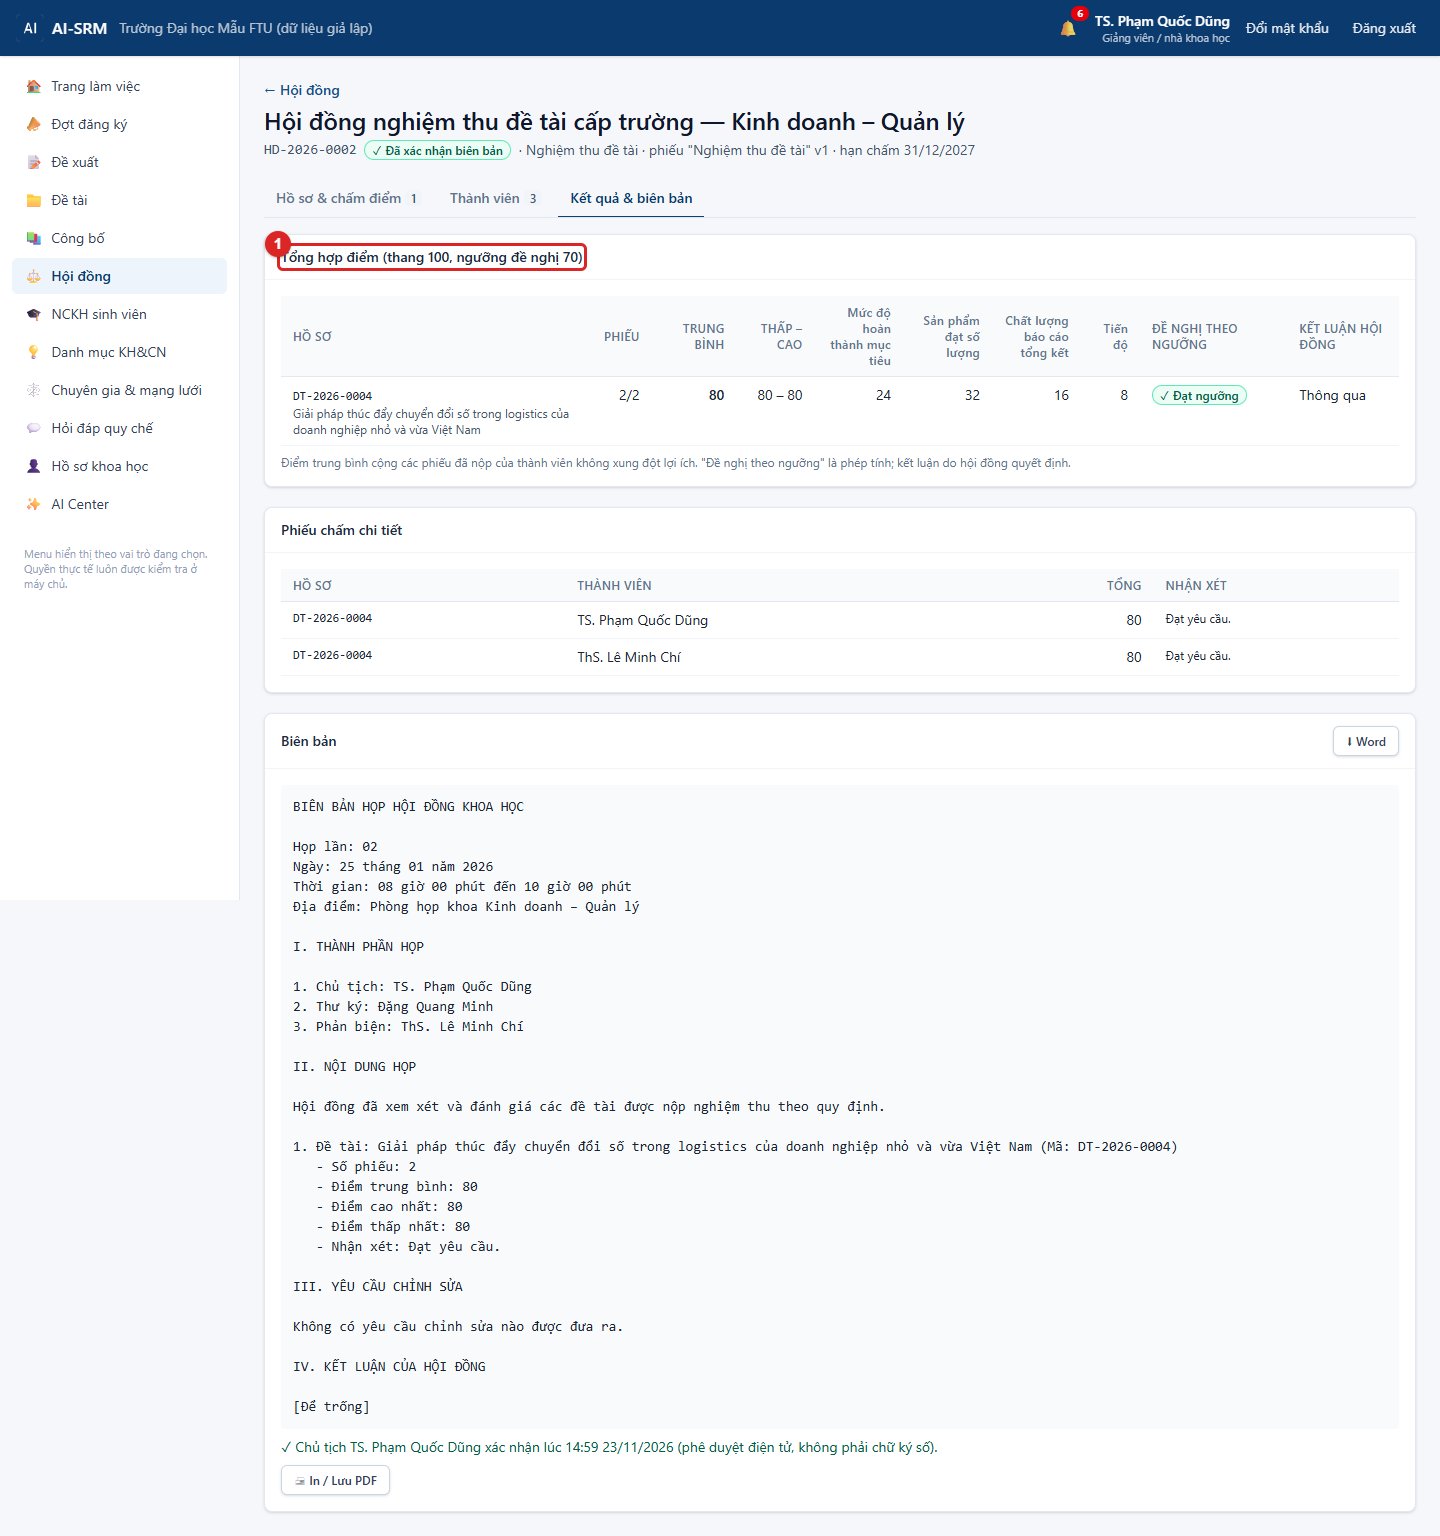 AI AI-SRM Trường Đại học Mẫu FTU (dữ liệu giả lập)
6
TS. Phạm Quốc Dũng
Giảng viên / nhà khoa học
Đổi mật khẩu
Đăng xuất
Trang làm việc
Đợt đăng ký
Đề xuất
Đề tài
Công bố
Hội đồng
NCKH sinh viên
Danh mục KH&CN
Chuyên gia & mạng lưới
Hỏi đáp quy chế
Hồ sơ khoa học
AI Center
Menu hiển thị theo vai trò đang chọn.
Quyền thực tế luôn được kiểm tra ở
máy chủ.
← Hội đồng
Hội đồng nghiệm thu đề tài cấp trường — Kinh doanh – Quản lý
HD-2026-0002 ✓ Đã xác nhận biên bản · Nghiệm thu đề tài · phiếu "Nghiệm thu đề tài" v1 · hạn chấm 31/12/2027
Hồ sơ & chấm điểm 1
Thành viên 3
Kết quả & biên bản
1
Tổng hợp điểm (thang 100, ngưỡng đề nghị 70)
HỒ SƠ
PHIẾU
TRUNG
BÌNH
THẤP –
CAO
Mức độ
hoàn
thành mục
tiêu
Sản phẩm
đạt số
lượng
Chất lượng
báo cáo
tổng kết
Tiến
độ
ĐỀ NGHỊ THEO
NGƯỠNG
KẾT LUẬN HỘI
ĐỒNG
DT-2026-0004
Giải pháp thúc đẩy chuyển đổi số trong logistics của
doanh nghiệp nhỏ và vừa Việt Nam
2/2
80
80 – 80
24
32
16
8
✓ Đạt ngưỡng
Thông qua
Điểm trung bình cộng các phiếu đã nộp của thành viên không xung đột lợi ích. "Đề nghị theo ngưỡng" là phép tính; kết luận do hội đồng quyết định.
Phiếu chấm chi tiết
HỒ SƠ THÀNH VIÊN TỔNG NHẬN XÉT
DT-2026-0004 TS. Phạm Quốc Dũng 80 Đạt yêu cầu.
DT-2026-0004 ThS. Lê Minh Chí 80 Đạt yêu cầu.
Biên bản
⬇ Word
BIÊN BẢN HỌP HỘI ĐỒNG KHOA HỌC
Họp lần: 02
Ngày: 25 tháng 01 năm 2026
Thời gian: 08 giờ 00 phút đến 10 giờ 00 phút
Địa điểm: Phòng họp khoa Kinh doanh – Quản lý
I. THÀNH PHẦN HỌP
1. Chủ tịch: TS. Phạm Quốc Dũng
2. Thư ký: Đặng Quang Minh
3. Phản biện: ThS. Lê Minh Chí
II. NỘI DUNG HỌP
Hội đồng đã xem xét và đánh giá các đề tài được nộp nghiệm thu theo quy định.
1. Đề tài: Giải pháp thúc đẩy chuyển đổi số trong logistics của doanh nghiệp nhỏ và vừa Việt Nam (Mã: DT-2026-0004)
- Số phiếu: 2
- Điểm trung bình: 80
- Điểm cao nhất: 80
- Điểm thấp nhất: 80
- Nhận xét: Đạt yêu cầu.
III. YÊU CẦU CHỈNH SỬA
Không có yêu cầu chỉnh sửa nào được đưa ra.
IV. KẾT LUẬN CỦA HỘI ĐỒNG
[Để trống]
✓ Chủ tịch TS. Phạm Quốc Dũng xác nhận lúc 14:59 23/11/2026 (phê duyệt điện tử, không phải chữ ký số).
In / Lưu PDF